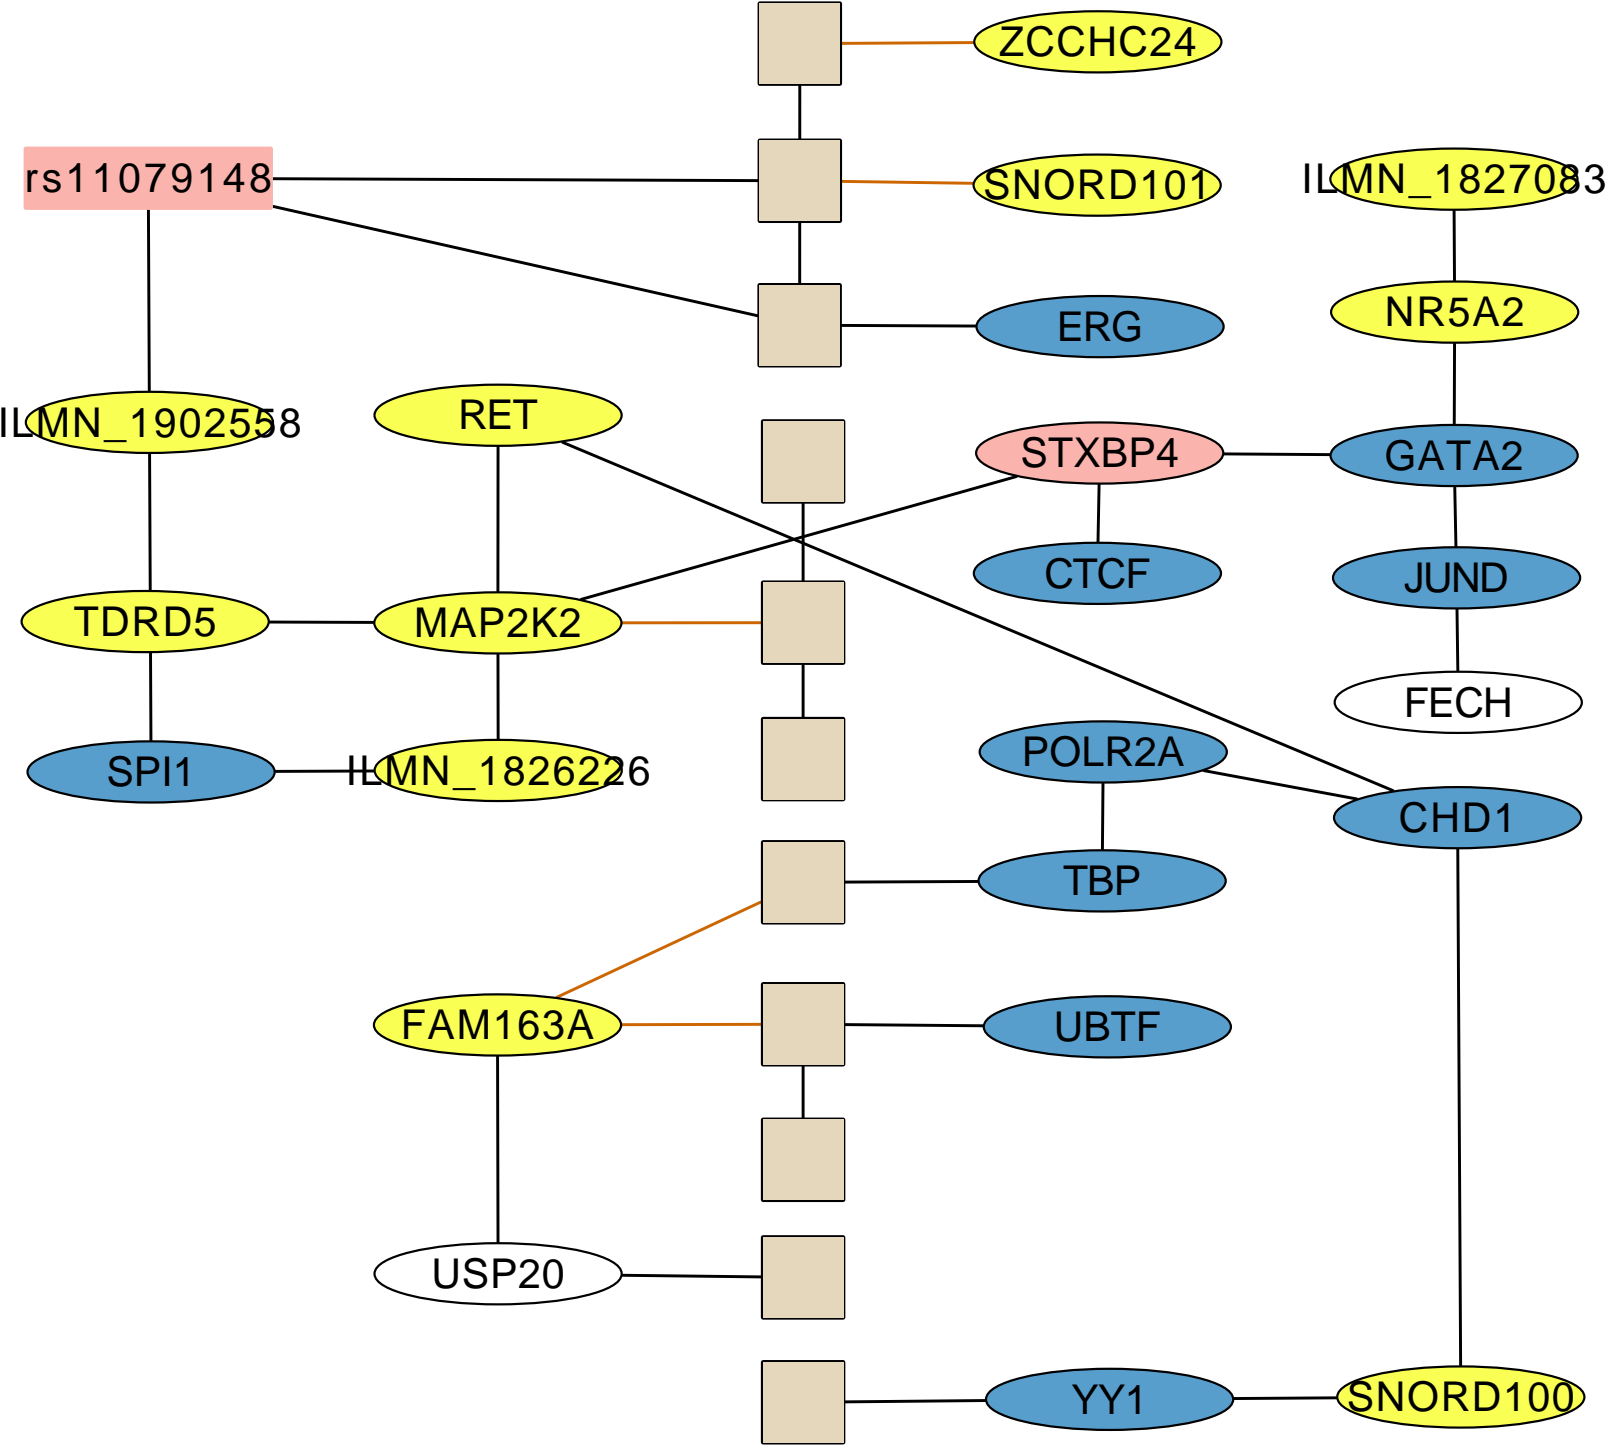 ZCCHC24
rs11079148
SNORD101
ILMN_1827083
ERG
NR5A2
ILMN_1902558
RET
STXBP4
GATA2
CTCF
JUND
TDRD5
MAP2K2
FECH
SPI1
ILMN_1826226
POLR2A
CHD1
TBP
FAM163A
UBTF
USP20
YY1
SNORD100